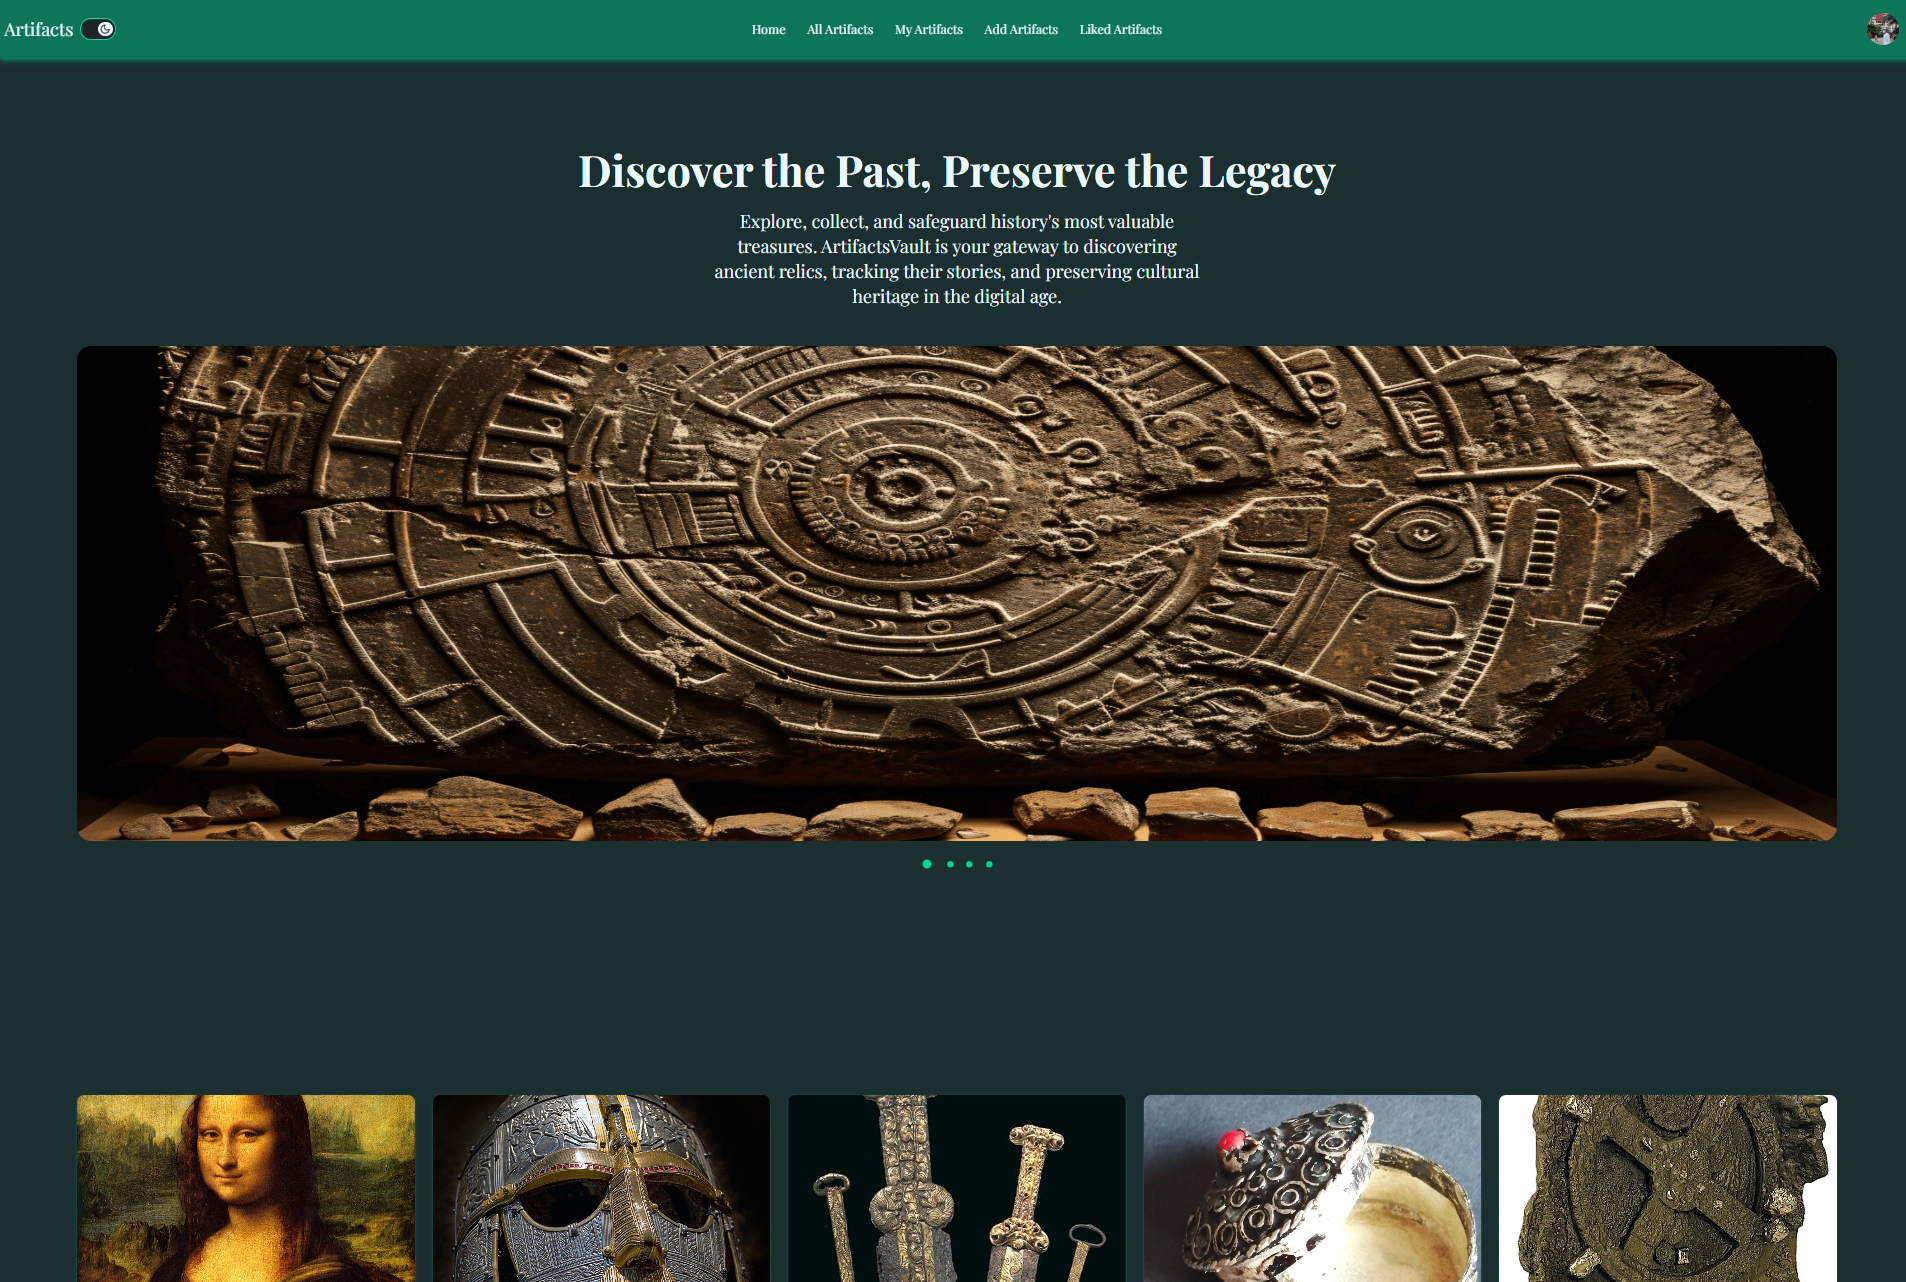 Artifacts
Home
All Artifacts
My Artifacts
Add Artifacts
Liked Artifacts
Discover the Past, Preserve the Legacy
Explore, collect, and safeguard history's most valuable
treasures. ArtifactsVault is your gateway to discovering
ancient relics, tracking their stories, and preserving cultural
heritage in the digital age.